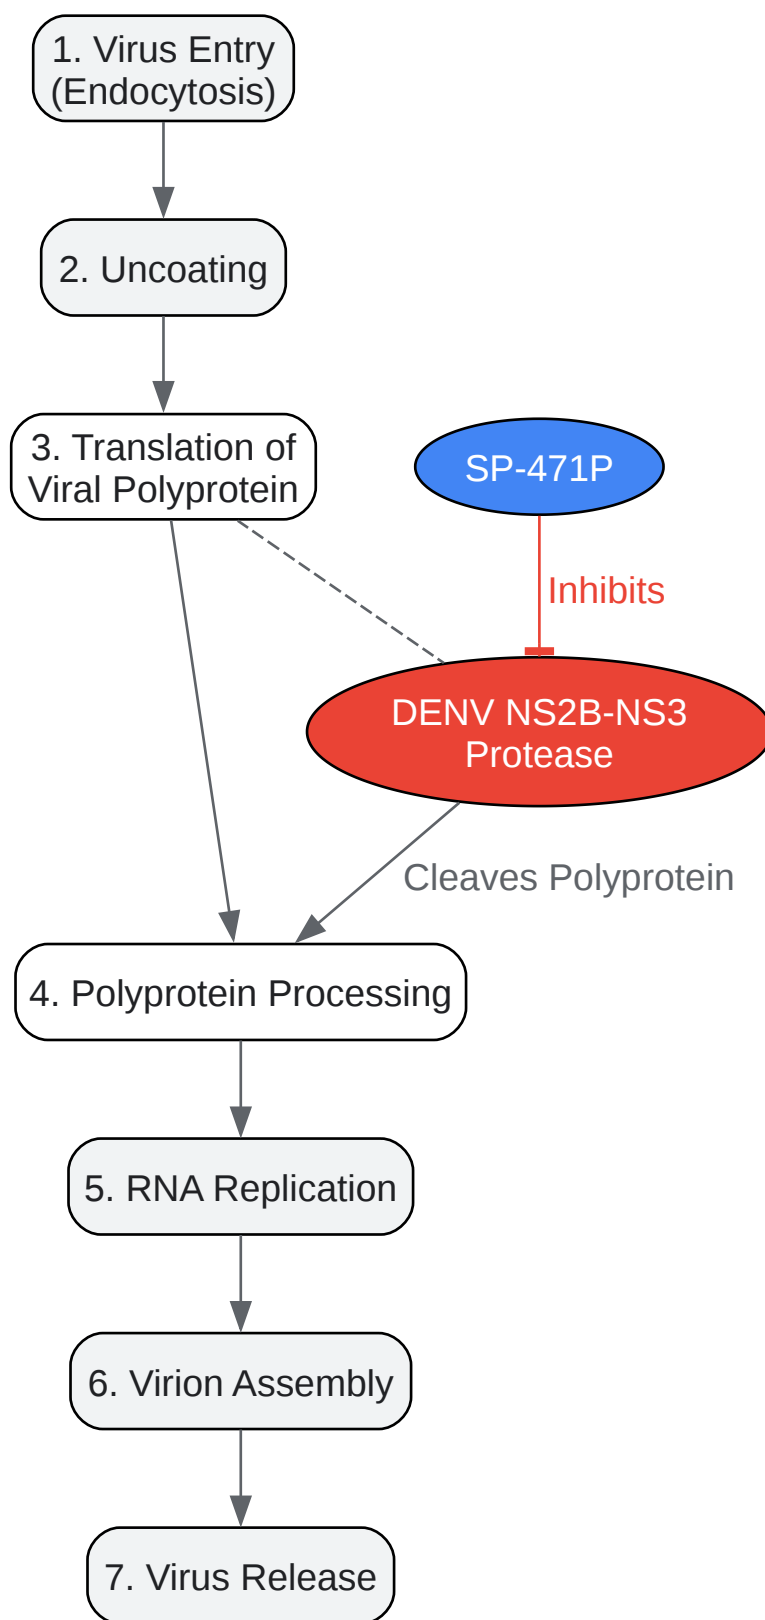 1. Virus Entry
(Endocytosis)
2. Uncoating
3. Translation of
Viral Polyprotein
SP-471P
Inhibits
DENV NS2B-NS3
Protease
Cleaves Polyprotein
4. Polyprotein Processing
5. RNA Replication
6. Virion Assembly
7. Virus Release